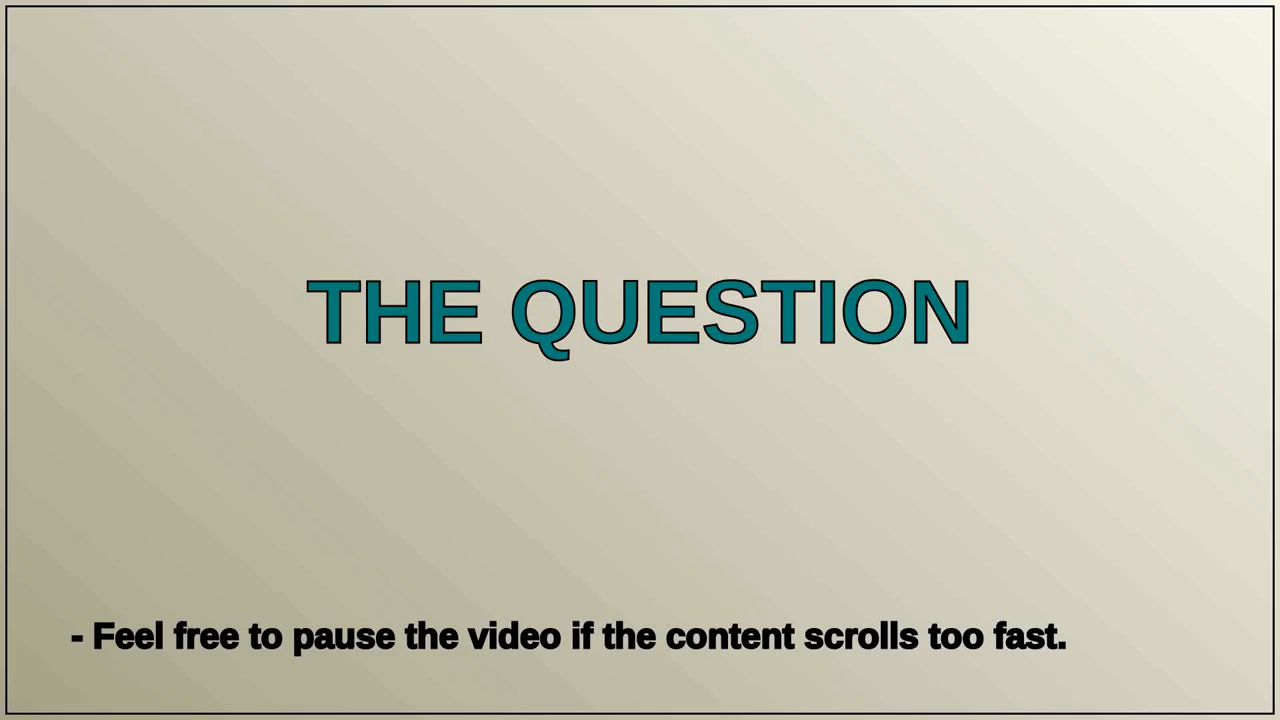 THE QUESTION
- Feel free to pause the video if the content scrolls too fast.